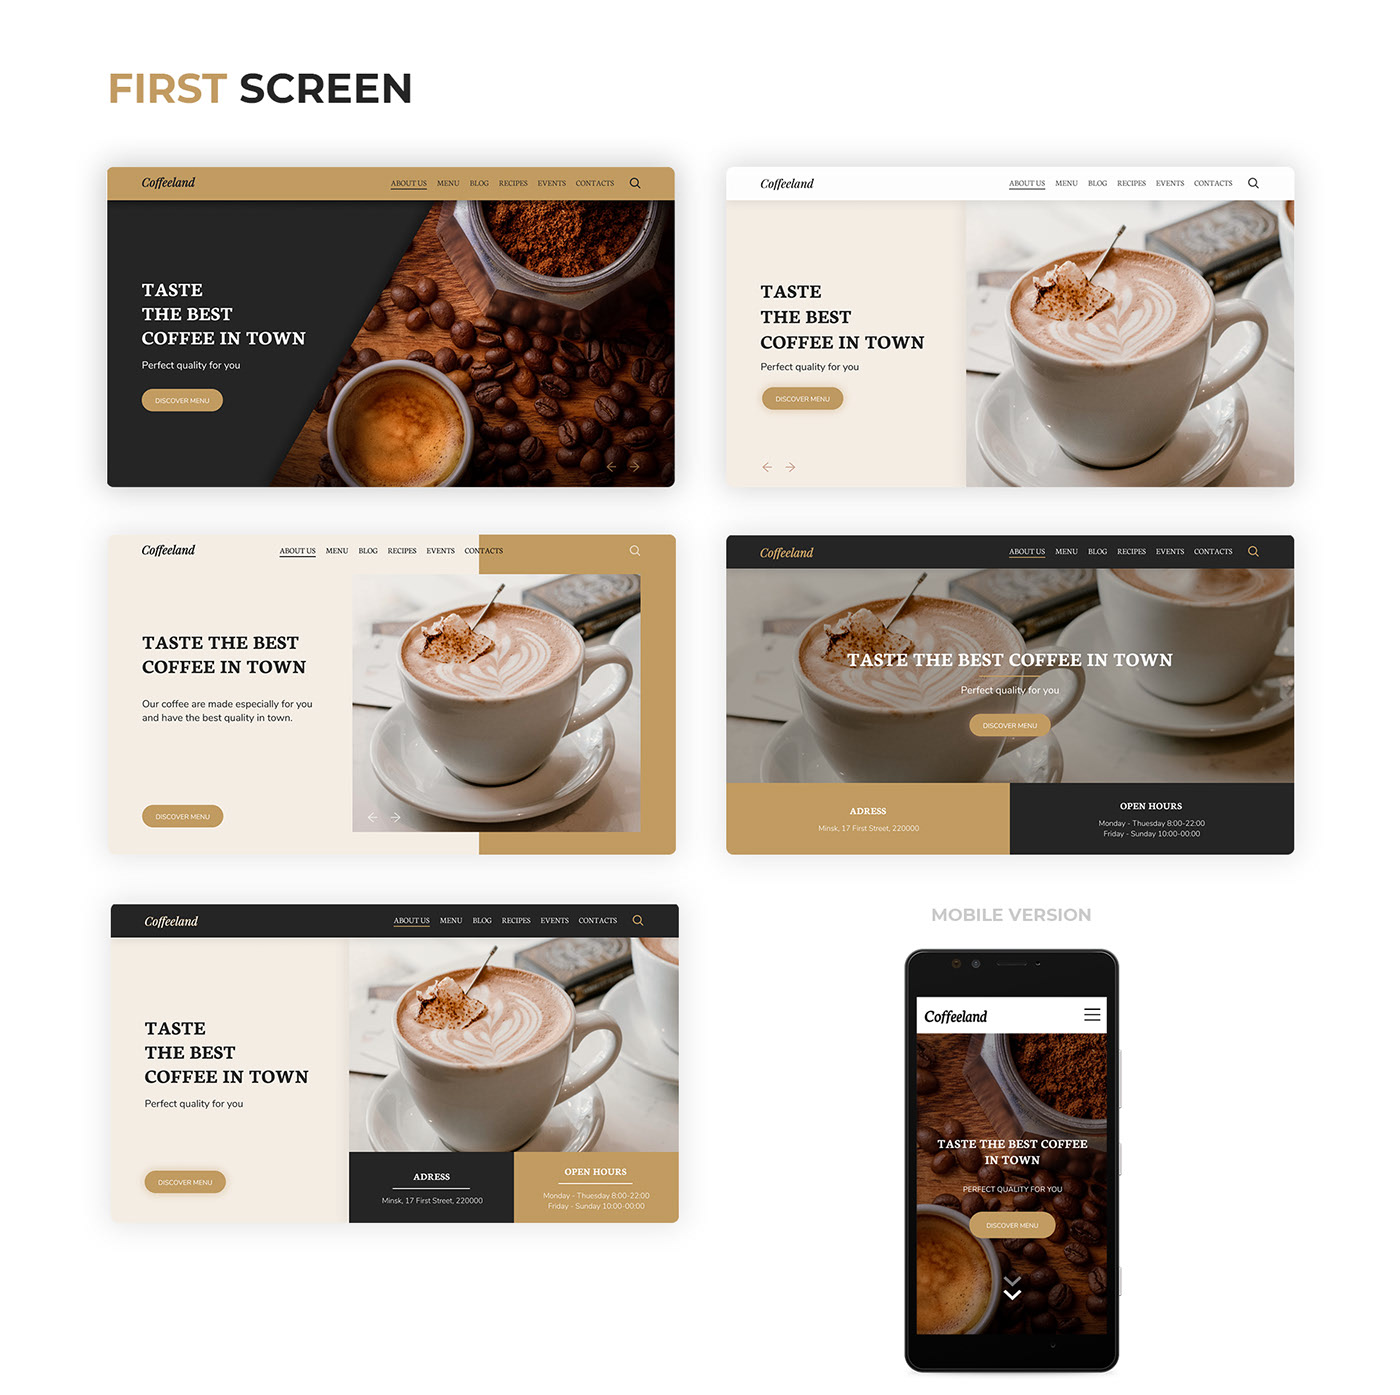 FIRST SCREEN
Coffeeland
ABOUT US MENU BLOG RECIPES EVENTS CONTACTS
TASTE
THE BEST
COFFEE IN TOWN
Perfect quality for you
DISCOVER MENU
Coffeeland
ABOUT US MENU BLOG RECIPES EVENTS CONTACTS
TASTE
THE BEST
COFFEE IN TOWN
Perfect quality for you
DISCOVER MENU
Coffeeland
ABOUT US MENU BLOG RECIPES EVENTS CONTACTS
TASTE THE BEST
COFFEE IN TOWN
Our coffee are made especially for you
and have the best quality in town.
DISCOVER MENU
Coffeeland
ABOUT US MENU BLOG RECIPES EVENTS CONTACTS
TASTE THE BEST COFFEE IN TOWN
Perfect quality for you
DISCOVER MENU
ADRESS
Minsk, 17 First Street, 220000
OPEN HOURS
Monday - Thuesday 8:00-22:00
Friday - Sunday 10:00-00:00
Coffeeland
ABOUT US MENU BLOG RECIPES EVENTS CONTACTS
TASTE
THE BEST
COFFEE IN TOWN
Perfect quality for you
DISCOVER MENU
ADRESS
Minsk, 17 First Street, 220000
OPEN HOURS
Monday - Thuesday 8:00-22:00
Friday - Sunday 10:00-00:00
MOBILE VERSION
Coffeeland
TASTE THE BEST COFFEE
IN TOWN
PERFECT QUALITY FOR YOU
DISCOVER MENU